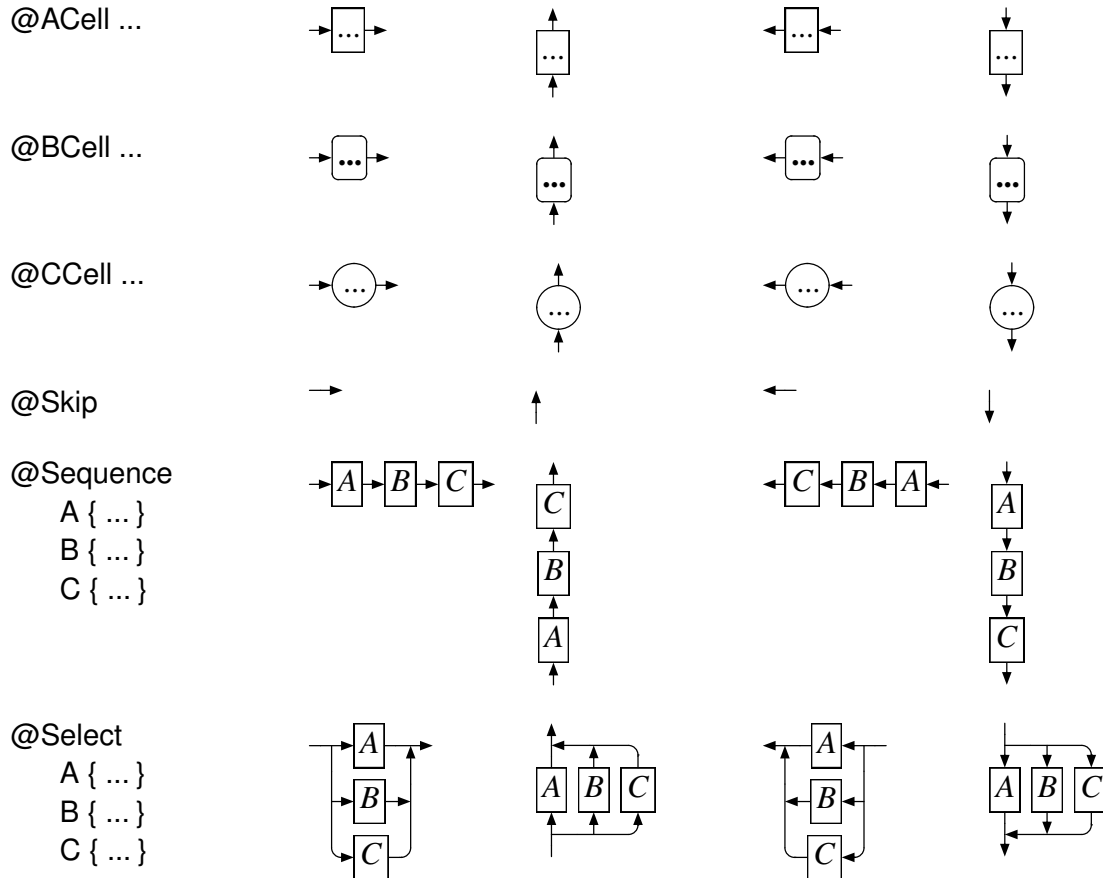 @ACell ... ... ... ... ...
@BCell ... ... ... ... ...
@CCell ... ... ... ... ...
@Skip
@Sequence A B C C B A
A { ... } C A
B { ... } B B
C { ... } A C
@Select A A
A { ... } A B C A B C
B { ... } B B
C { ... } C C